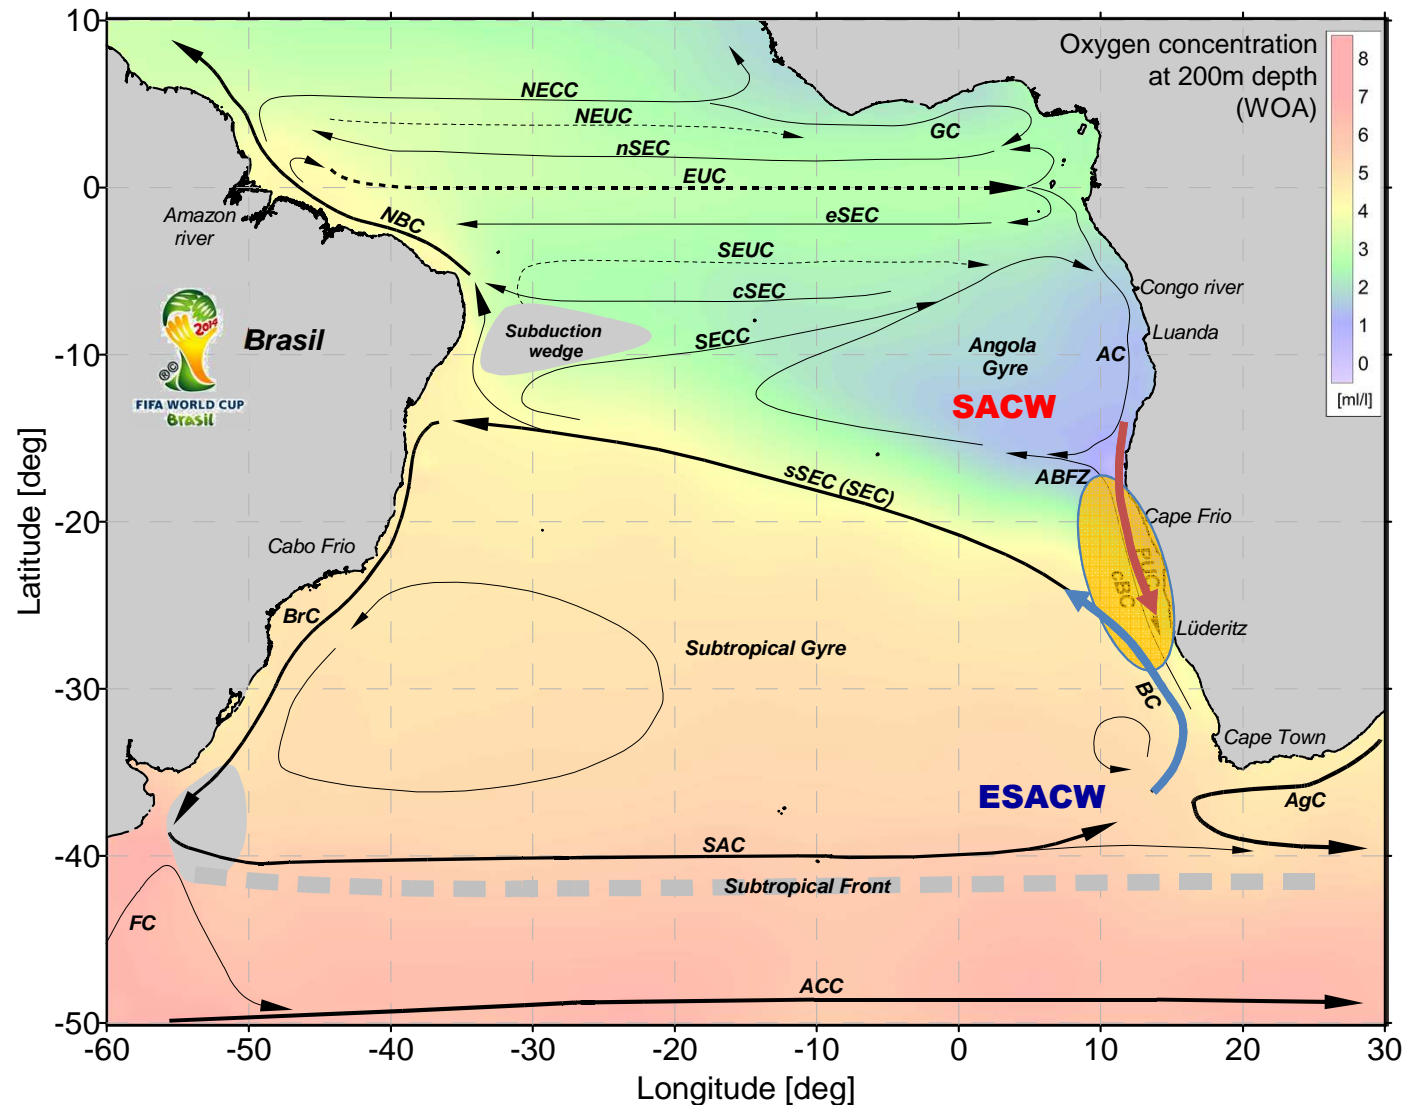 Oxygen concentration
at 200m depth
(WOA)
8
7
6
5
4
3
2
1
0
[ml/l]
10
0
-10
-20
-30
-40
-50
Latitude [deg]
NECC
NEUC
GC
nSEC
EUC
eSEC
NBC
Amazon
river
SEUC
cSEC
Congo river
Subduction
wedge
SECC
Luanda
Angola
Gyre
AC
2014
®©
FIFA WORLD CUP
Brasil
Brasil
SACW
sSEC (SEC)
ABFZ
Cape Frio
Cabo Frio
PUC
cBC
BrC
Lüderitz
Subtropical Gyre
BC
Cape Town
ESACW
AgC
SAC
Subtropical Front
FC
ACC
-60
-50
-40
-30
-20
-10
0
10
20
30
Longitude [deg]